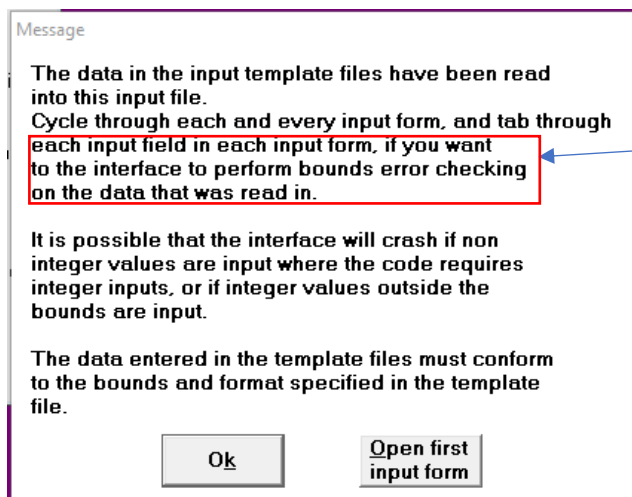 Message
The data in the input template files have been read
into this input file.
Cycle through each and every input form, and tab through
each input field in each input form, if you want
to the interface to perform bounds error checking
on the data that was read in.
It is possible that the interface will crash if non
integer values are input where the code requires
integer inputs, or if integer values outside the
bounds are input.
The data entered in the template files must conform
to the bounds and format specified in the template
file.
Ok
Open first
input form